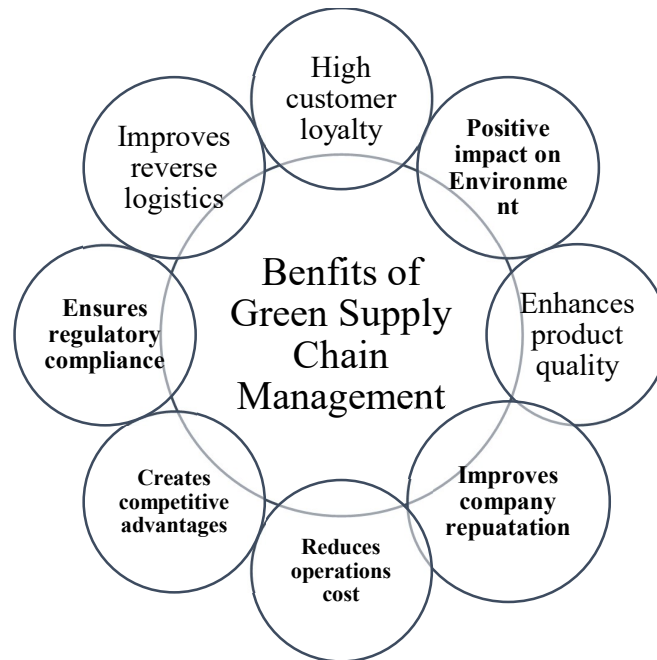 High
customer
loyalty
Positive
impact on
Environme
nt
Enhances
product
quality
Improves
company
repuatation
Reduces
operations
cost
Creates
competitive
advantages
Ensures
regulatory
compliance
Improves
reverse
logistics
Benfits of
Green Supply
Chain
Management